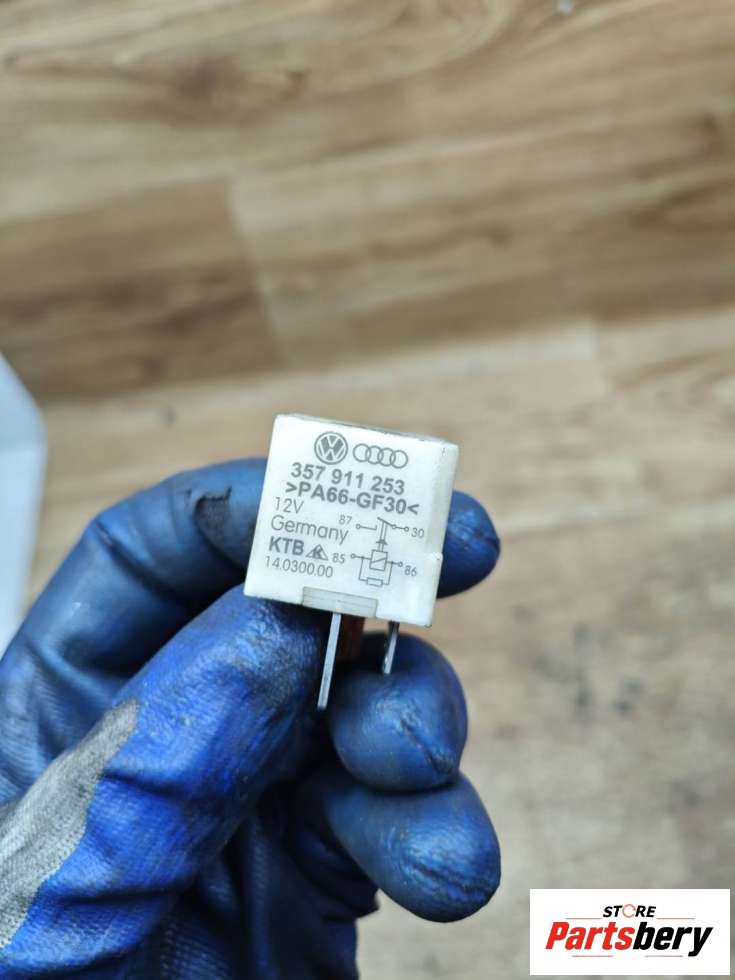 357 911 253
>PA66-GF30<
12V
Germany
87
30
KTB
85
86
14.0300.00
STORE
Partsbery